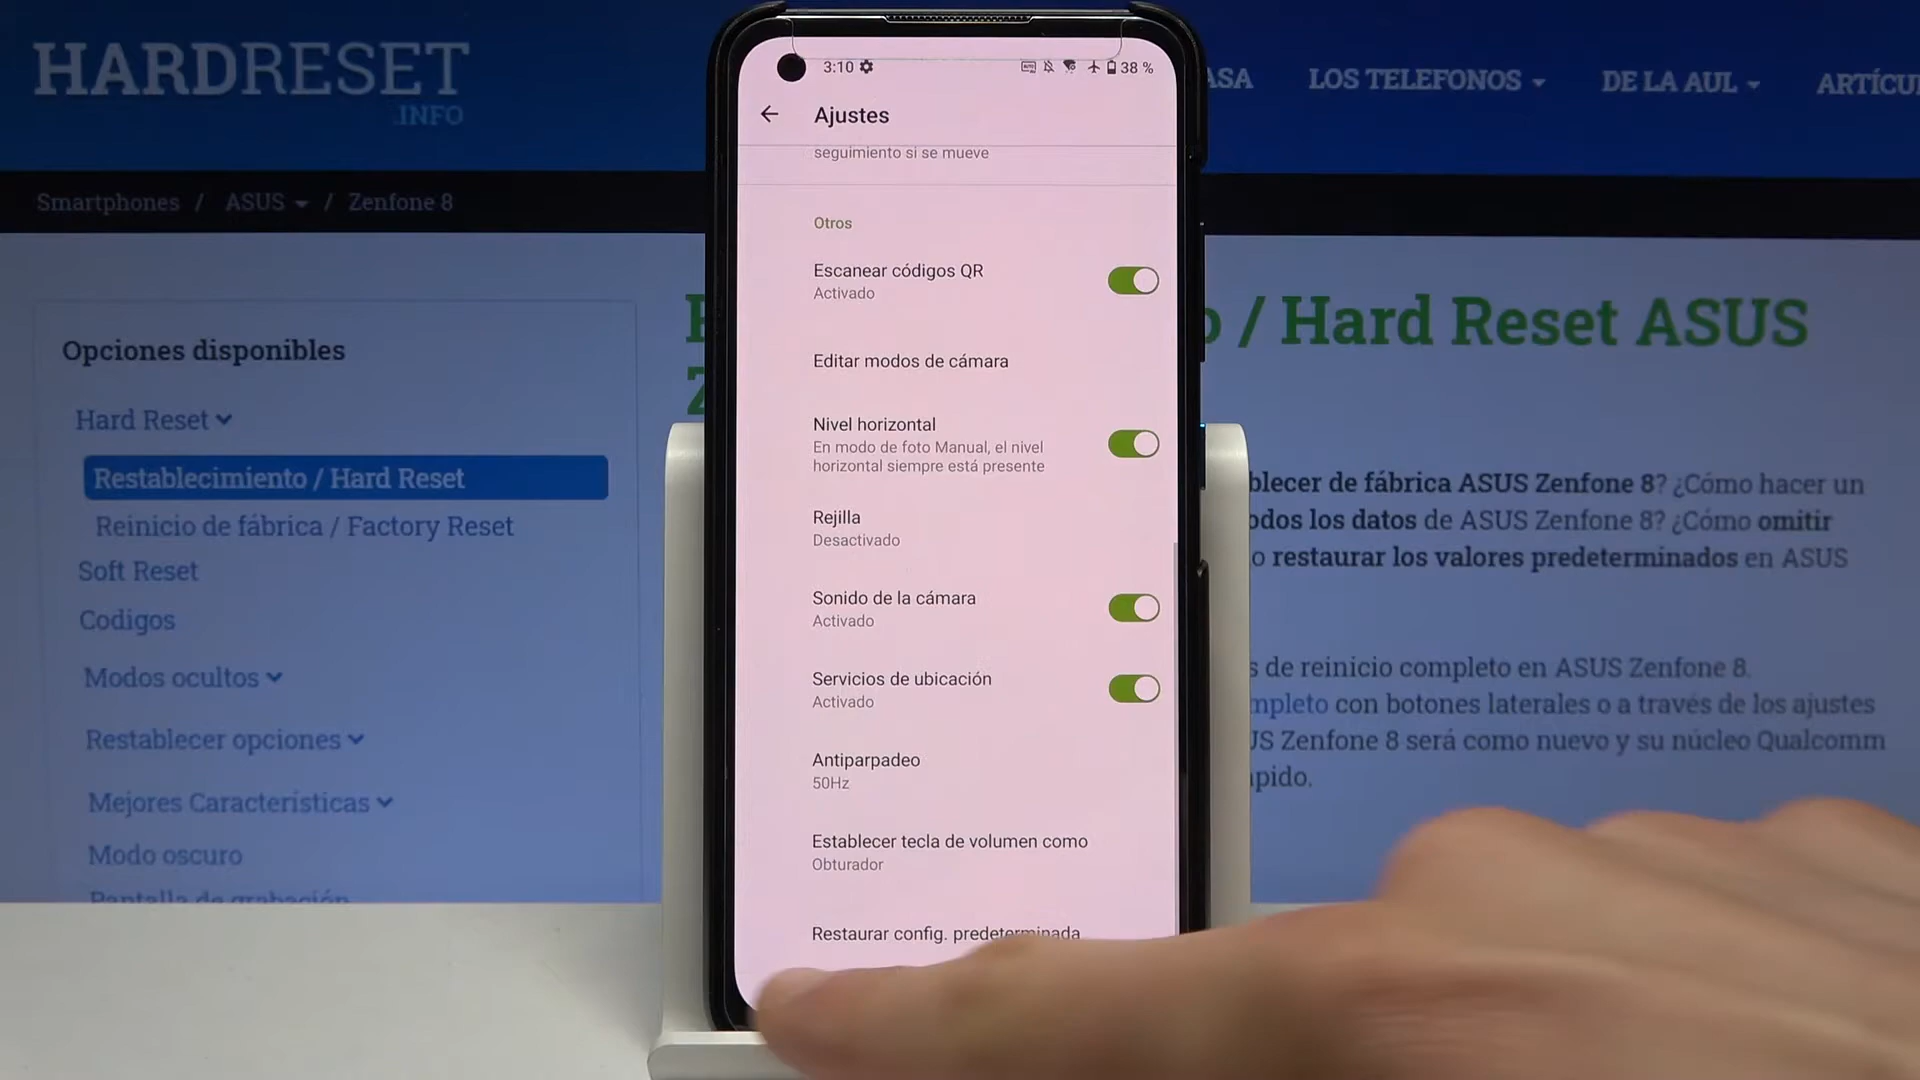 HARDRESET
.INFO
ASA
LOS TELEFONOS
DE LA AUL
ARTÍCU
Smartphones / ASUS / Zenfone 8
Opciones disponibles
Hard Reset
Restablecimiento / Hard Reset
Reinicio de fábrica / Factory Reset
Soft Reset
Codigos
Modos ocultos
Restablecer opciones
Mejores Características
Modo oscuro
Pantalla de grabación
3:10
38 %
Ajustes
seguimiento si se mueve
Otros
Escanear códigos QR
Activado
Editar modos de cámara
Nivel horizontal
En modo de foto Manual, el nivel
horizontal siempre está presente
Rejilla
Desactivado
Sonido de la cámara
Activado
Servicios de ubicación
Activado
Antiparpadeo
50Hz
Establecer tecla de volumen como
Obturador
Restaurar config. predeterminada
/ Hard Reset ASUS
blecer de fábrica ASUS Zenfone 8? ¿Cómo hacer un
odos los datos de ASUS Zenfone 8? ¿Cómo omitir
o restaurar los valores predeterminados en ASUS
s de reinicio completo en ASUS Zenfone 8.
mpleto con botones laterales o a través de los ajustes
US Zenfone 8 será como nuevo y su núcleo Qualcomm
ápido.